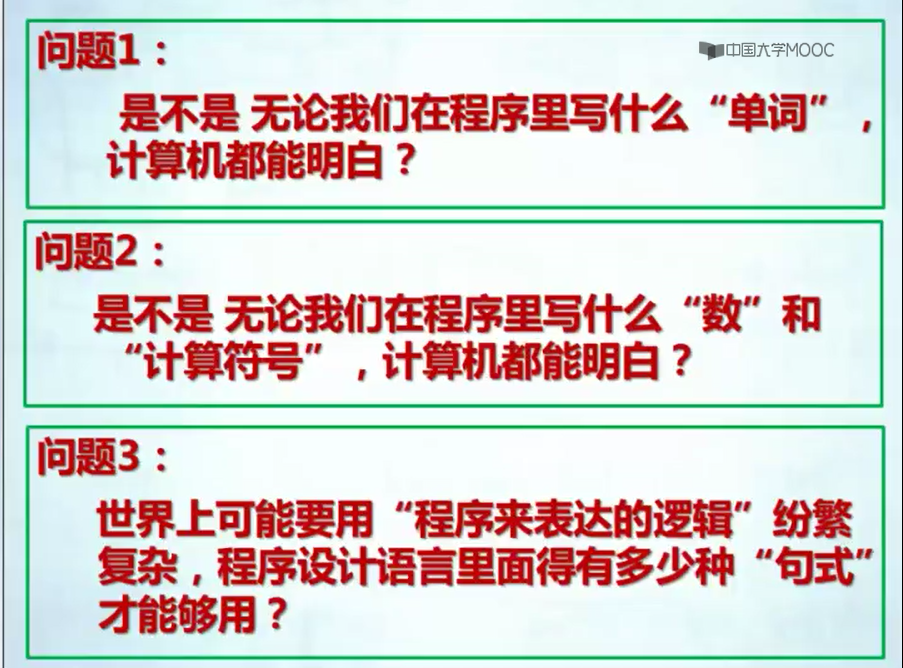 问题1：
中国大学MOOC
是不是 无论我们在程序里写什么“单词”，
计算机都能明白？
问题2：
是不是 无论我们在程序里写什么“数”和
“计算符号”，计算机都能明白？
问题3：
世界上可能要用“程序来表达的逻辑”纷繁
复杂，程序设计语言里面得有多少种“句式”
才能够用？